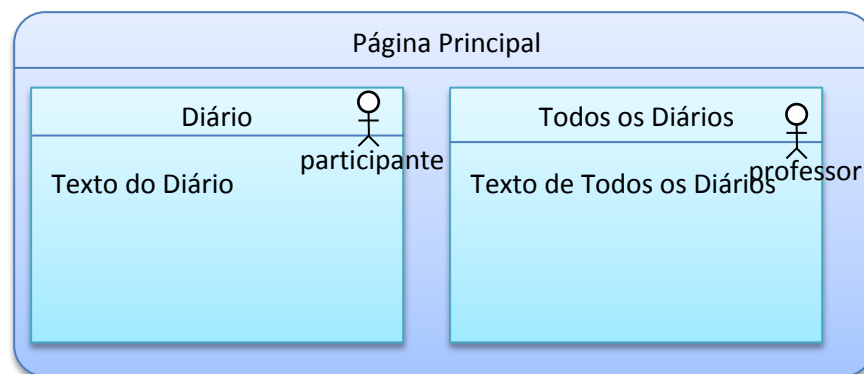 Página Principal
Diário
participante
Texto do Diário
Todos os Diários
professor
Texto de Todos os Diários